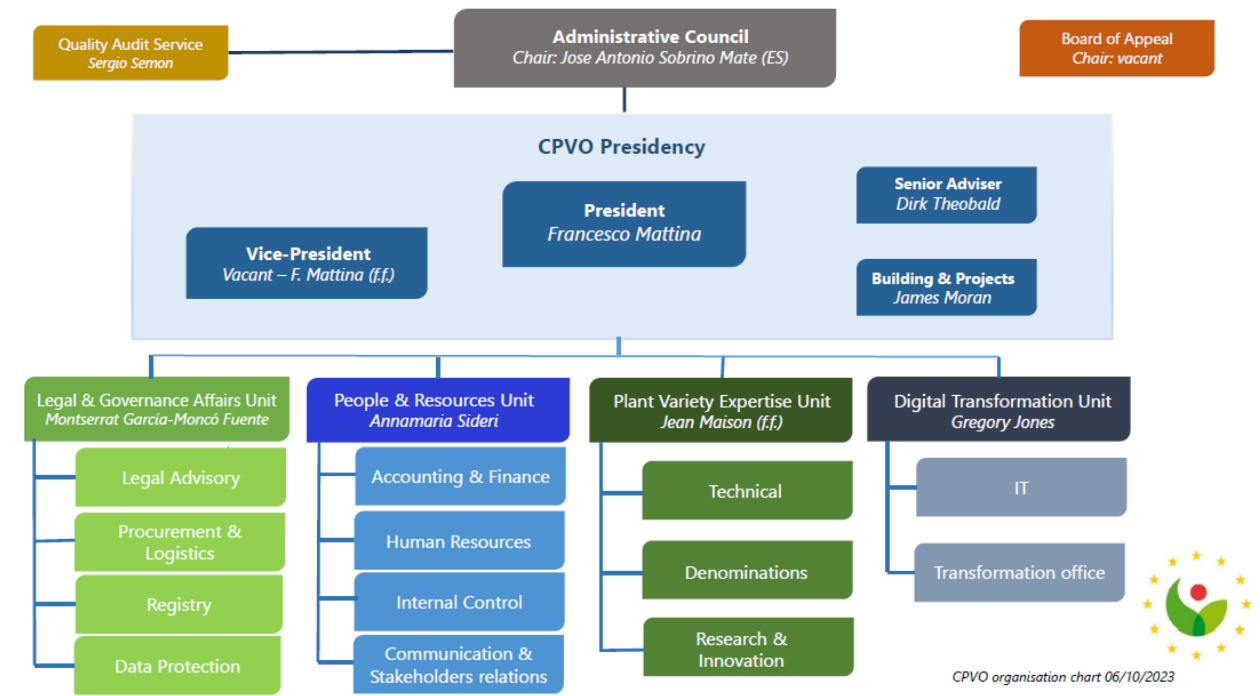 Quality Audit Service
Sergio Semon
Administrative Council
Chair: Jose Antonio Sobrino Mate (ES)
Board of Appeal
Chair: vacant
CPVO Presidency
President
Francesco Mattina
Senior Adviser
Dirk Theobald
Vice-President
Vacant – F. Mattina (f.f.)
Building & Projects
James Moran
Legal & Governance Affairs Unit
Montserrat García-Moncó Fuente
Legal Advisory
Procurement &
Logistics
Registry
Data Protection
People & Resources Unit
Annamaria Sideri
Accounting & Finance
Human Resources
Internal Control
Communication &
Stakeholders relations
Plant Variety Expertise Unit
Jean Maison (f.f.)
Technical
Denominations
Research &
Innovation
Digital Transformation Unit
Gregory Jones
IT
Transformation office
CPVO organisation chart 06/10/2023